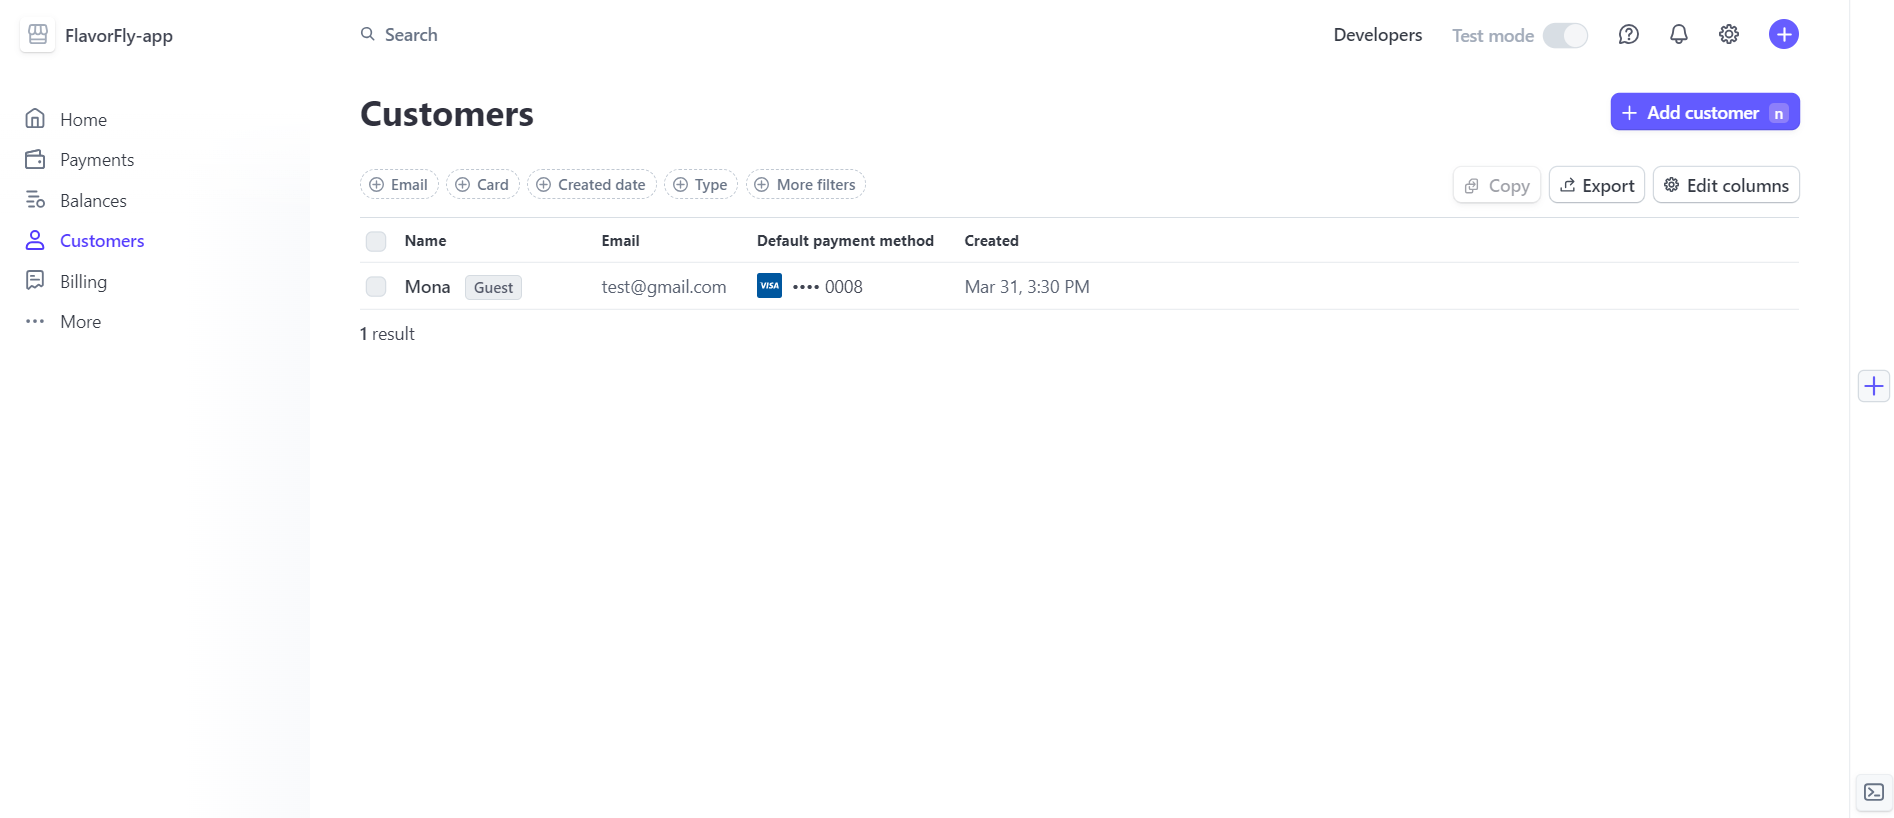 FlavorFly-app
Search
Developers
Test mode
Home
Payments
Balances
Customers
Billing
More
Customers
Add customer n
Email Card Created date Type More filters
Copy Export Edit columns
Name Email Default payment method Created
Mona Guest test@gmail.com VISA •••• 0008 Mar 31, 3:30 PM
1 result